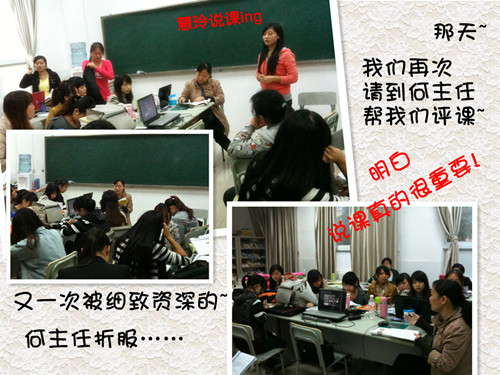 慧玲说课ing
那天~
我们再次
请到何主任
帮我们评课~
明白
说课真的很重要!
又一次被细致资深的~
何主任折服……